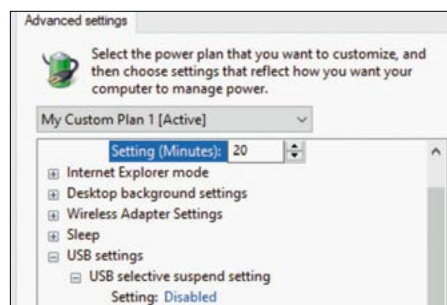 Advanced settings
Select the power plan that you want to customize, and
then choose settings that reflect how you want your
computer to manage power.
My Custom Plan 1 [Active]
Setting (Minutes): 20
Internet Explorer mode
Desktop background settings
Wireless Adapter Settings
Sleep
USB settings
USB selective suspend setting
Setting: Disabled